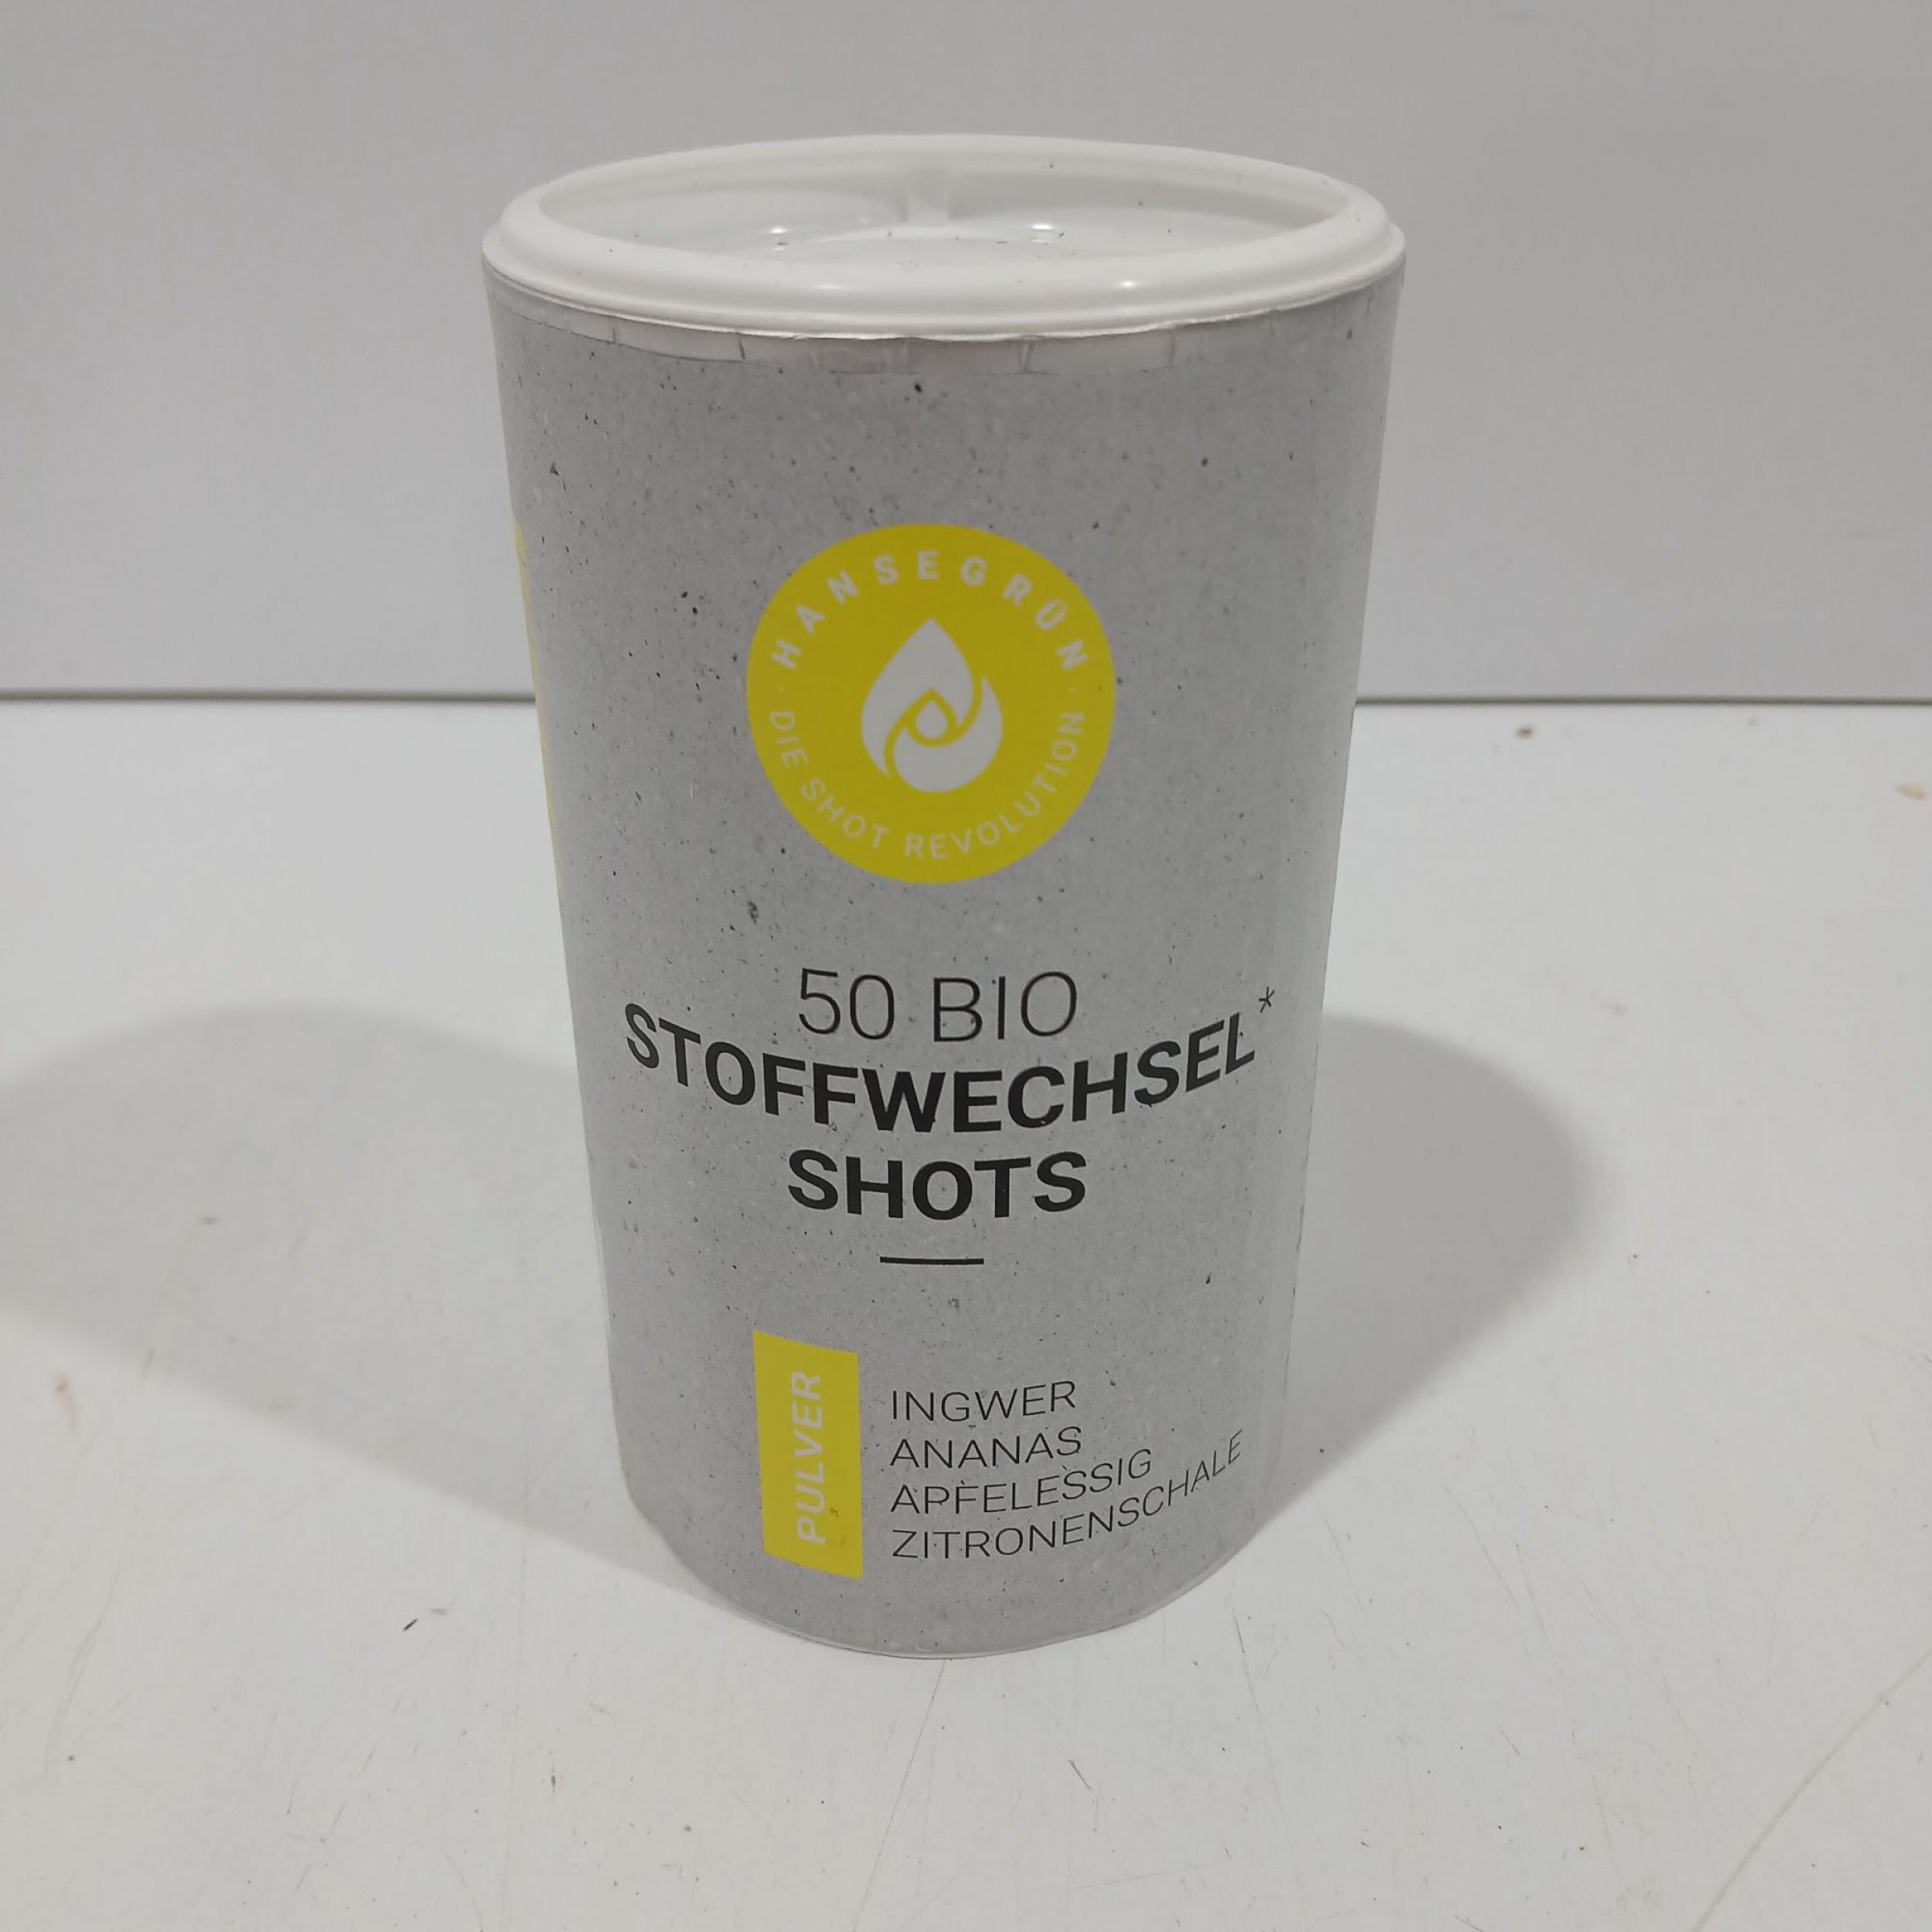 HANSEGRÜN
· DIE SHOT REVOLUTION ·
50 BIO
STOFFWECHSEL*
SHOTS
PULVER
INGWER
ANANAS
APFELESSIG
ZITRONENSCHALE